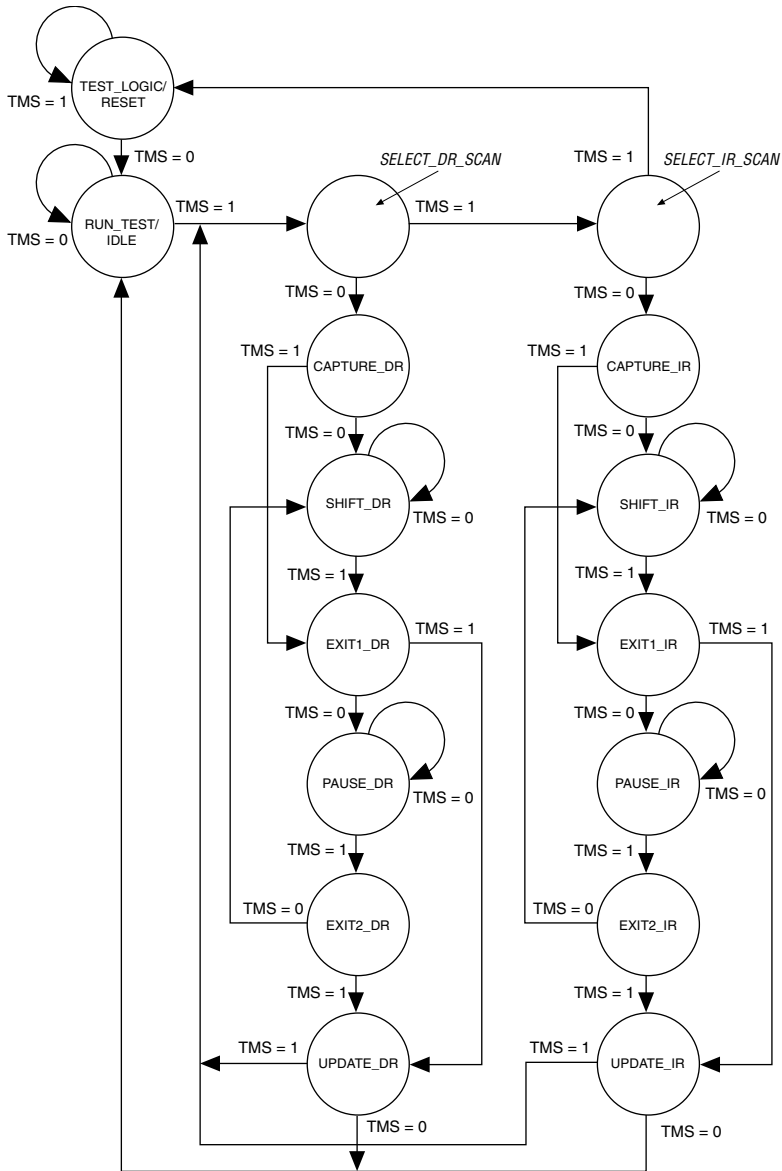 TEST_LOGIC/
RESET
TMS = 1
TMS = 0
SELECT_DR_SCAN
TMS = 1
SELECT_IR_SCAN
RUN_TEST/
IDLE
TMS = 0
TMS = 1
TMS = 1
TMS = 0
TMS = 0
TMS = 1
CAPTURE_DR
TMS = 1
CAPTURE_IR
TMS = 0
TMS = 0
SHIFT_DR
TMS = 0
SHIFT_IR
TMS = 0
TMS = 1
TMS = 1
EXIT1_DR
TMS = 1
EXIT1_IR
TMS = 1
TMS = 0
TMS = 0
PAUSE_DR
TMS = 0
PAUSE_IR
TMS = 0
TMS = 1
TMS = 1
TMS = 0
EXIT2_DR
TMS = 0
EXIT2_IR
TMS = 1
TMS = 1
TMS = 1
UPDATE_DR
TMS = 1
UPDATE_IR
TMS = 0
TMS = 0